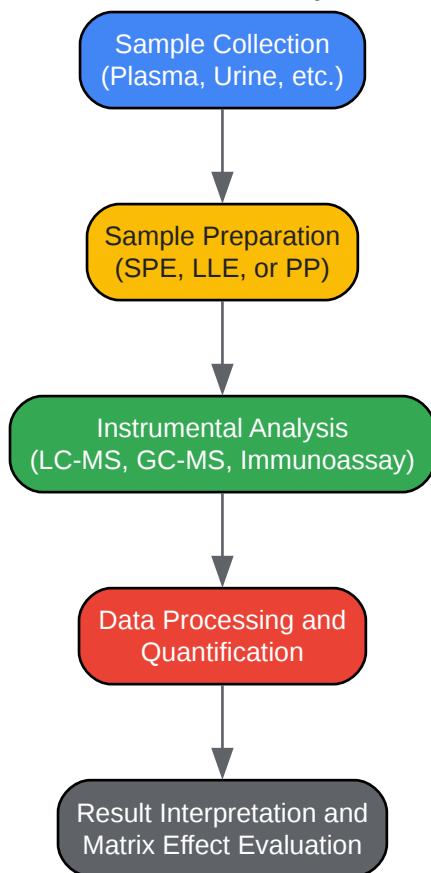 Sample Collection
(Plasma, Urine, etc.)
Sample Preparation
(SPE, LLE, or PP)
Instrumental Analysis
(LC-MS, GC-MS, Immunoassay)
Data Processing and
Quantification
Result Interpretation and
Matrix Effect Evaluation